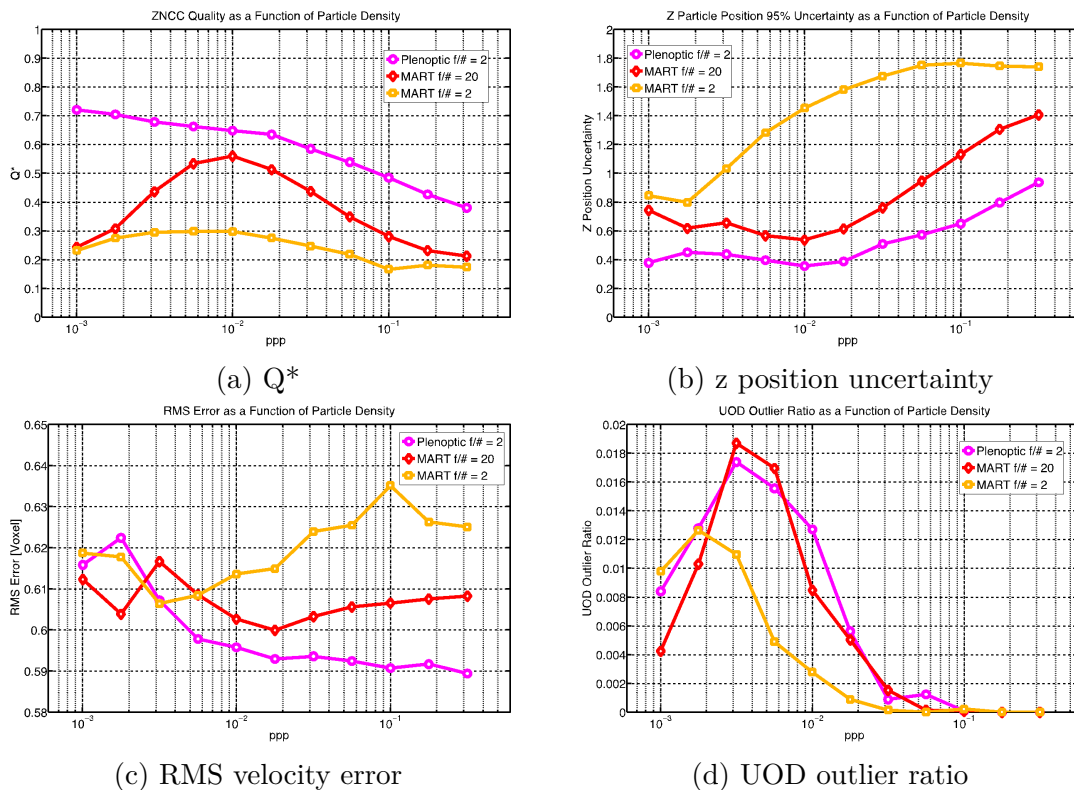 ZNCC Quality as a Function of Particle Density
1
0.9
0.8
0.7
0.6
0.5
0.4
0.3
0.2
0.1
0
Q*
Plenoptic f/# = 2
MART f/# = 20
MART f/# = 2
10⁻³
10⁻²
10⁻¹
ppp
(a) Q*
Z Particle Position 95% Uncertainty as a Function of Particle Density
2
1.8
1.6
1.4
1.2
1
0.8
0.6
0.4
0.2
0
Z Position Uncertainty
Plenoptic f/# = 2
MART f/# = 20
MART f/# = 2
10⁻³
10⁻²
10⁻¹
ppp
(b) z position uncertainty
RMS Error as a Function of Particle Density
0.65
0.64
0.63
0.62
0.61
0.6
0.59
0.58
RMS Error [Voxel]
Plenoptic f/# = 2
MART f/# = 20
MART f/# = 2
10⁻³
10⁻²
10⁻¹
ppp
(c) RMS velocity error
UOD Outlier Ratio as a Function of Particle Density
0.02
0.018
0.016
0.014
0.012
0.01
0.008
0.006
0.004
0.002
0
UOD Outlier Ratio
Plenoptic f/# = 2
MART f/# = 20
MART f/# = 2
10⁻³
10⁻²
10⁻¹
ppp
(d) UOD outlier ratio